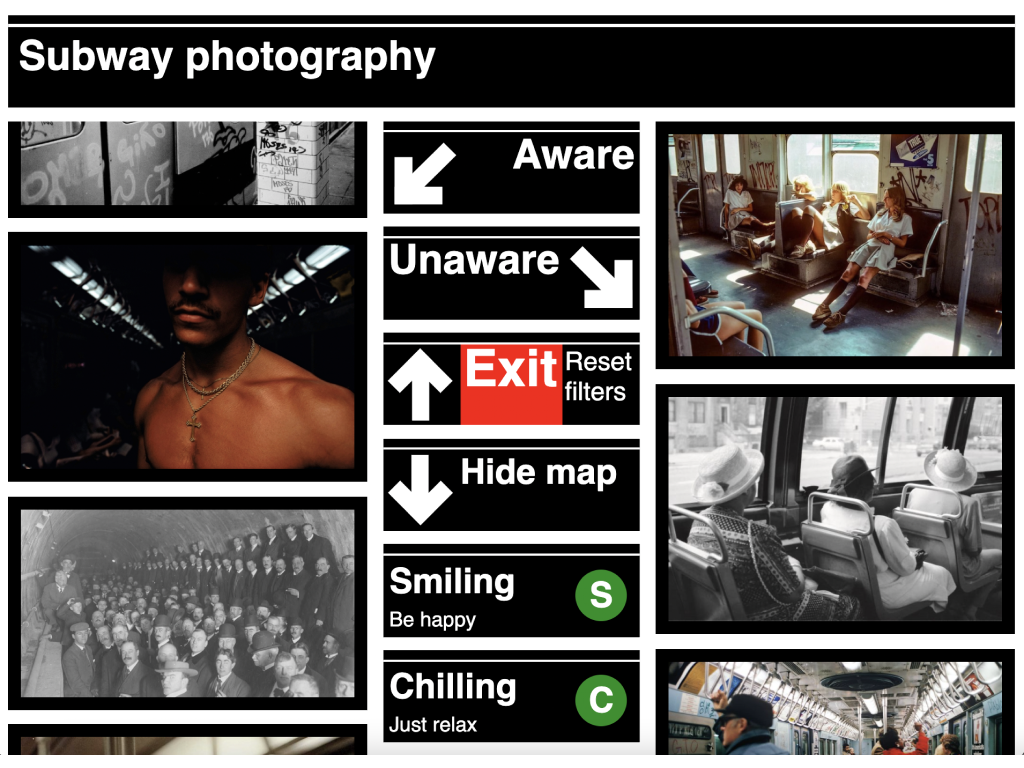 Subway photography
Aware
Unaware
Exit
Reset
filters
Hide map
Smiling
Be happy
S
Chilling
Just relax
C